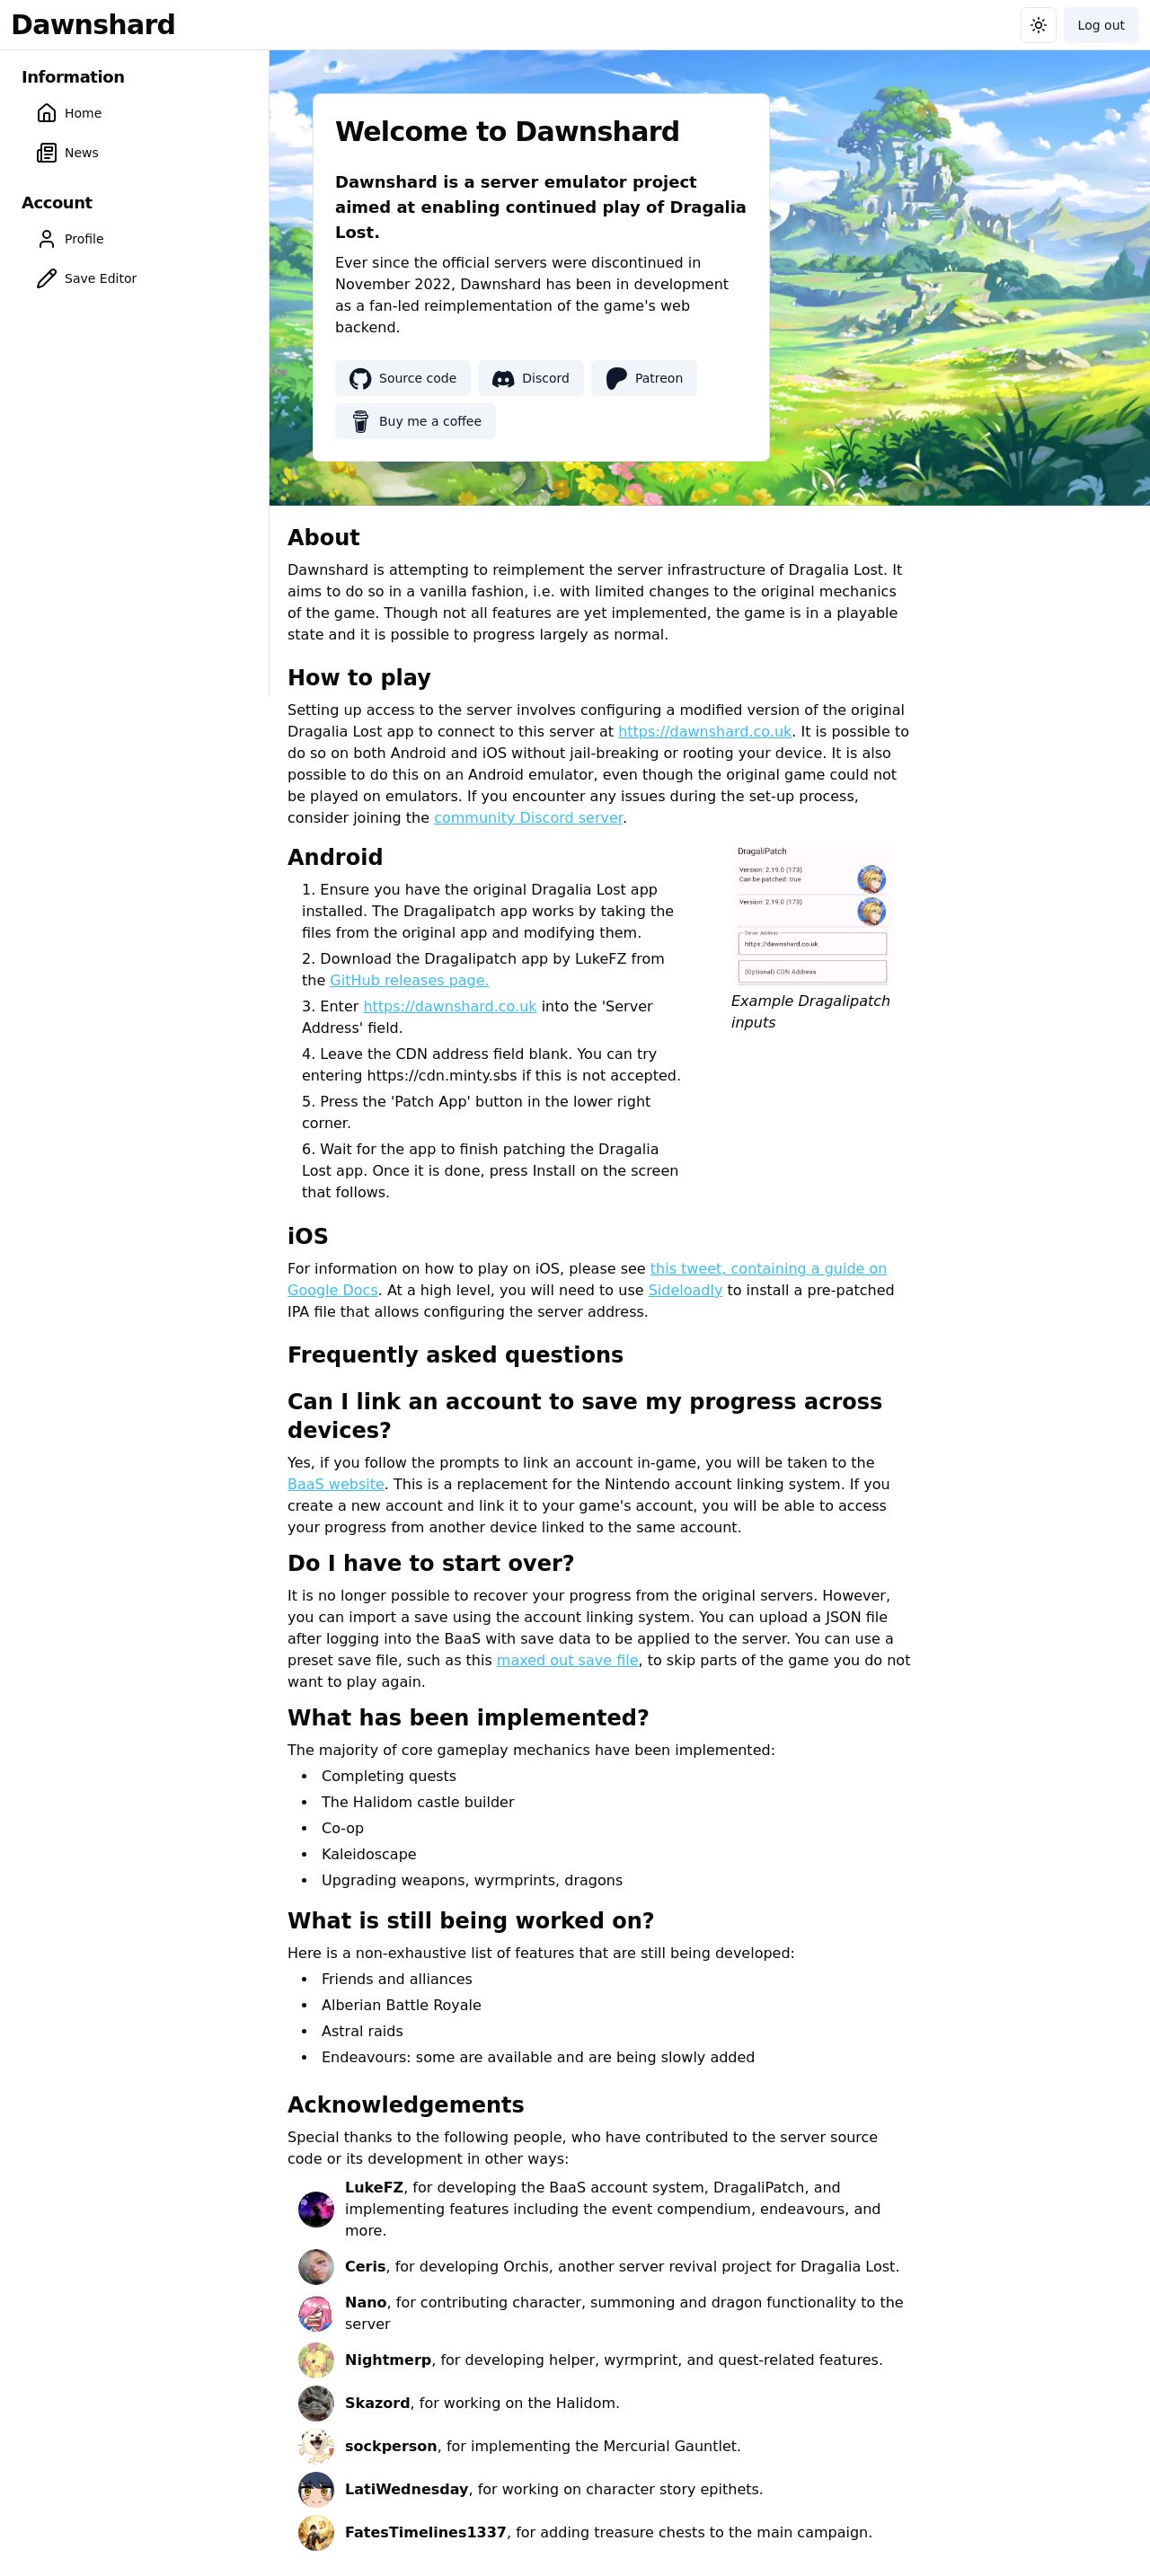 Dawnshard
Log out
Information
Home
News
Account
Profile
Save Editor
Welcome to Dawnshard
Dawnshard is a server emulator project
aimed at enabling continued play of Dragalia
Lost.
Ever since the official servers were discontinued in
November 2022, Dawnshard has been in development
as a fan-led reimplementation of the game's web
backend.
Source code
Discord
Patreon
Buy me a coffee
About
Dawnshard is attempting to reimplement the server infrastructure of Dragalia Lost. It
aims to do so in a vanilla fashion, i.e. with limited changes to the original mechanics
of the game. Though not all features are yet implemented, the game is in a playable
state and it is possible to progress largely as normal.
How to play
Setting up access to the server involves configuring a modified version of the original
Dragalia Lost app to connect to this server at https://dawnshard.co.uk. It is possible to
do so on both Android and iOS without jail-breaking or rooting your device. It is also
possible to do this on an Android emulator, even though the original game could not
be played on emulators. If you encounter any issues during the set-up process,
consider joining the community Discord server.
Android
1. Ensure you have the original Dragalia Lost app
installed. The Dragalipatch app works by taking the
files from the original app and modifying them.
2. Download the Dragalipatch app by LukeFZ from
the GitHub releases page.
3. Enter https://dawnshard.co.uk into the 'Server
Address' field.
4. Leave the CDN address field blank. You can try
entering https://cdn.minty.sbs if this is not accepted.
5. Press the 'Patch App' button in the lower right
corner.
6. Wait for the app to finish patching the Dragalia
Lost app. Once it is done, press Install on the screen
that follows.
DragaliPatch
Version: 2.19.0 (173)
Can be patched: true
Version: 2.19.0 (173)
Server Address
https://dawnshard.co.uk
(Optional) CDN Address
Example Dragalipatch
inputs
iOS
For information on how to play on iOS, please see this tweet, containing a guide on
Google Docs. At a high level, you will need to use Sideloadly to install a pre-patched
IPA file that allows configuring the server address.
Frequently asked questions
Can I link an account to save my progress across
devices?
Yes, if you follow the prompts to link an account in-game, you will be taken to the
BaaS website. This is a replacement for the Nintendo account linking system. If you
create a new account and link it to your game's account, you will be able to access
your progress from another device linked to the same account.
Do I have to start over?
It is no longer possible to recover your progress from the original servers. However,
you can import a save using the account linking system. You can upload a JSON file
after logging into the BaaS with save data to be applied to the server. You can use a
preset save file, such as this maxed out save file, to skip parts of the game you do not
want to play again.
What has been implemented?
The majority of core gameplay mechanics have been implemented:
• Completing quests
• The Halidom castle builder
• Co-op
• Kaleidoscape
• Upgrading weapons, wyrmprints, dragons
What is still being worked on?
Here is a non-exhaustive list of features that are still being developed:
• Friends and alliances
• Alberian Battle Royale
• Astral raids
• Endeavours: some are available and are being slowly added
Acknowledgements
Special thanks to the following people, who have contributed to the server source
code or its development in other ways:
LukeFZ, for developing the BaaS account system, DragaliPatch, and
implementing features including the event compendium, endeavours, and
more.
Ceris, for developing Orchis, another server revival project for Dragalia Lost.
Nano, for contributing character, summoning and dragon functionality to the
server
Nightmerp, for developing helper, wyrmprint, and quest-related features.
Skazord, for working on the Halidom.
sockperson, for implementing the Mercurial Gauntlet.
LatiWednesday, for working on character story epithets.
FatesTimelines1337, for adding treasure chests to the main campaign.